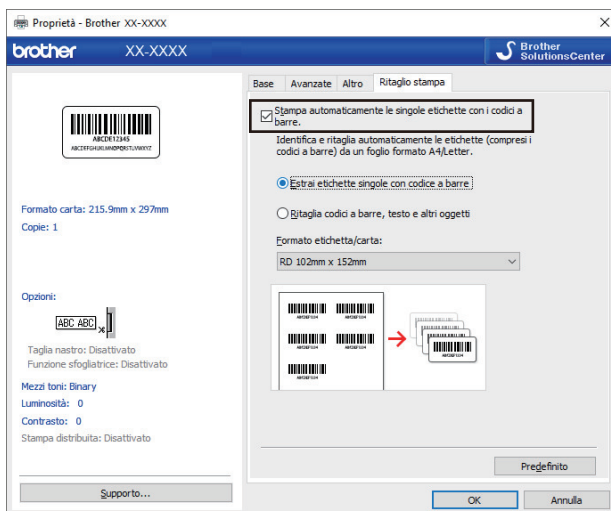 Proprietà - Brother XX-XXXX
brother XX-XXXX
Brother
SolutionsCenter
Base Avanzate Altro Ritaglio stampa
Stampa automaticamente le singole etichette con i codici a
barre.
Identifica e ritaglia automaticamente le etichette (compresi i
codici a barre) da un foglio formato A4/Letter.
Estrai etichette singole con codice a barre
Ritaglia codici a barre, testo e altri oggetti
Formato etichetta/carta:
RD 102mm x 152mm
ABCDE12345
ABCDEFGHIJKLMNOPQRSTUVWXYZ
Formato carta: 215.9mm x 297mm
Copie: 1
Opzioni:
ABC ABC
Taglia nastro: Disattivato
Funzione sfogliatrice: Disattivato
Mezzi toni: Binary
Luminosità: 0
Contrasto: 0
Stampa distribuita: Disattivato
Supporto...
Predefinito
OK Annulla